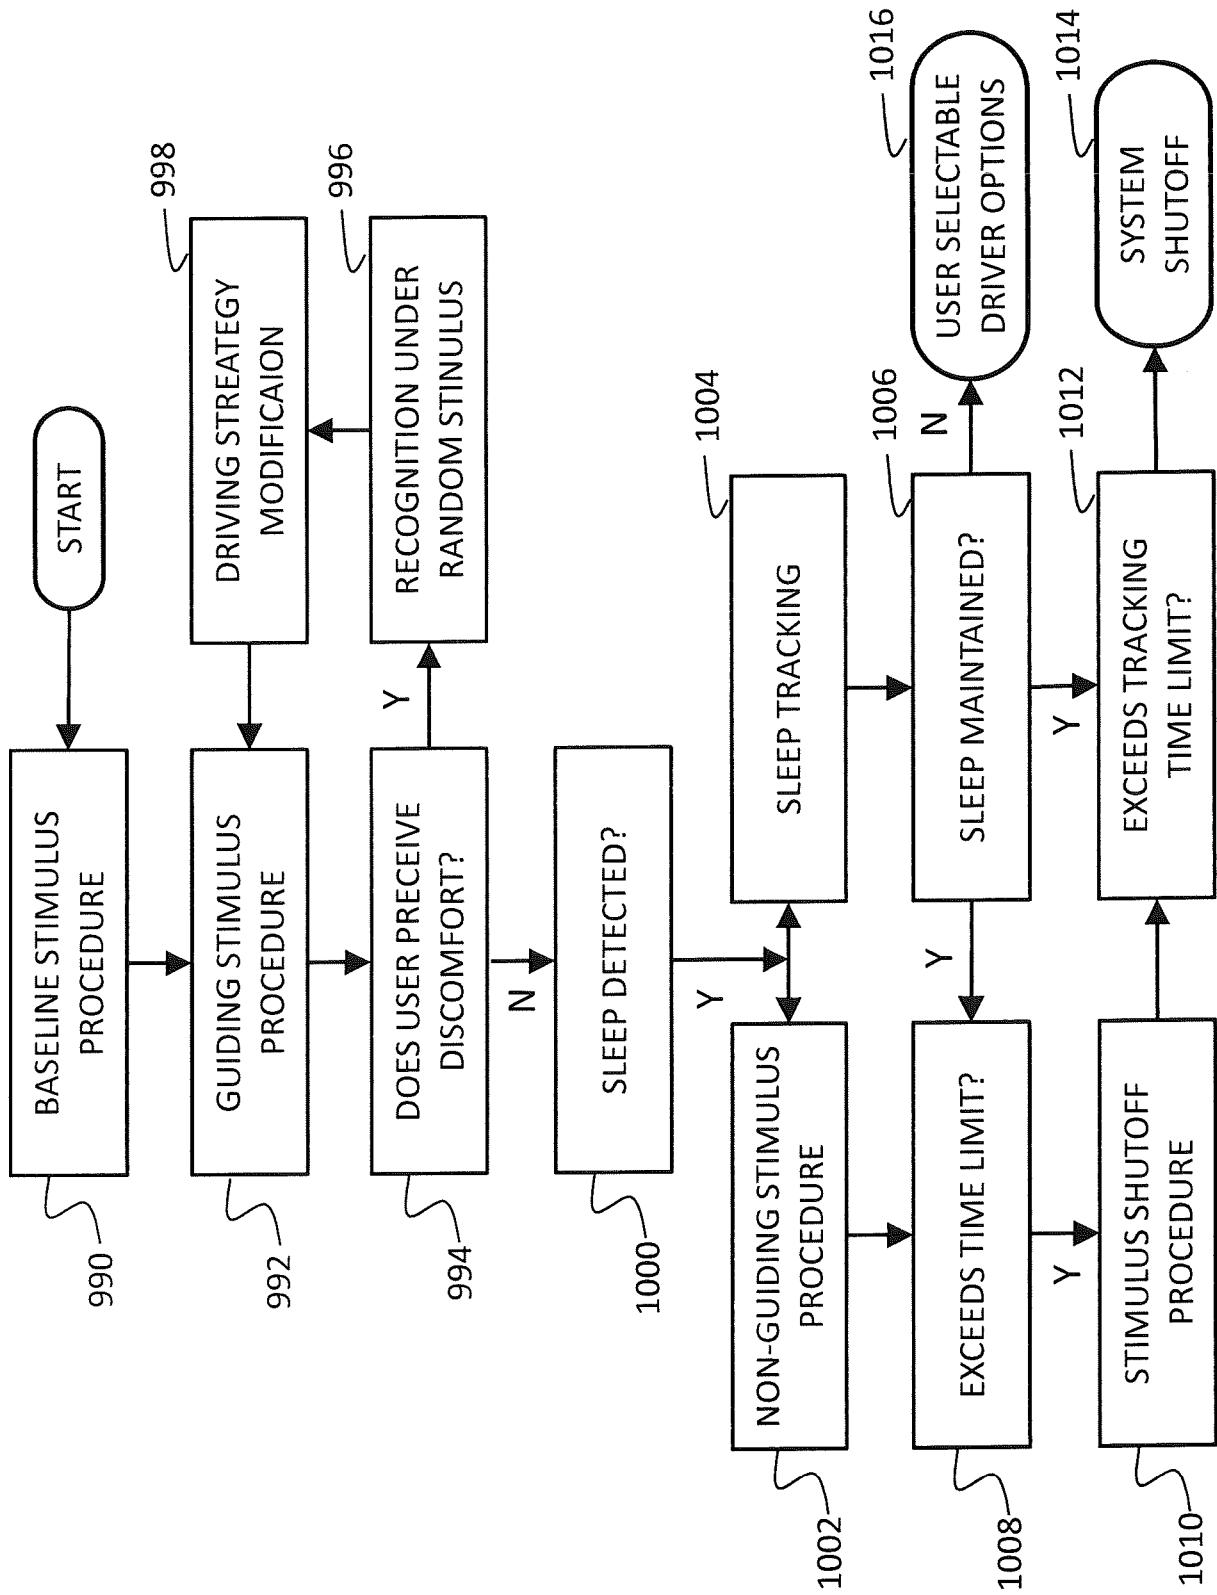 START
BASELINE STIMULUS
PROCEDURE
990
GUIDING STIMULUS
PROCEDURE
992
DRIVING STREATEGY
MODIFICAION
998
DOES USER PRECEIVE
DISCOMFORT?
994
Y
RECOGNITION UNDER
RANDOM STINULUS
996
N
SLEEP DETECTED?
1000
Y
NON-GUIDING STIMULUS
PROCEDURE
1002
SLEEP TRACKING
1004
EXCEEDS TIME LIMIT?
1008
Y
SLEEP MAINTAINED?
1006
N
USER SELECTABLE
DRIVER OPTIONS
1016
Y
Y
STIMULUS SHUTOFF
PROCEDURE
1010
EXCEEDS TRACKING
TIME LIMIT?
1012
SYSTEM
SHUTOFF
1014